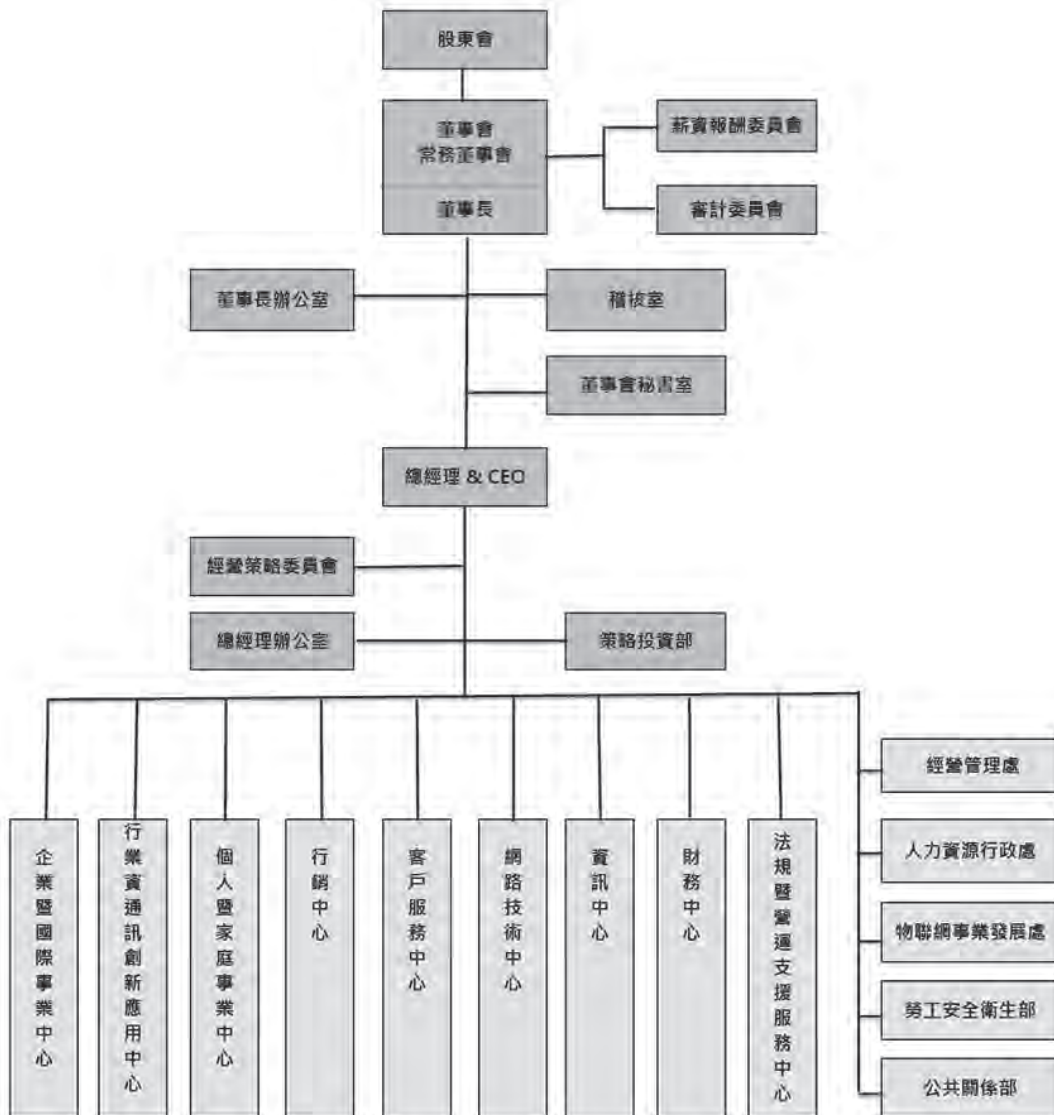 股東會
董事會
常務董事會
董事長
薪資報酬委員會
審計委員會
董事長辦公室
稽核室
董事會秘書室
總經理 & CEO
經營策略委員會
總經理辦公室
策略投資部
企業暨國際事業中心
行業資通訊創新應用中心
個人暨家庭事業中心
行銷中心
客戶服務中心
網路技術中心
資訊中心
財務中心
法規暨營運支援服務中心
經營管理處
人力資源行政處
物聯網事業發展處
勞工安全衛生部
公共關係部